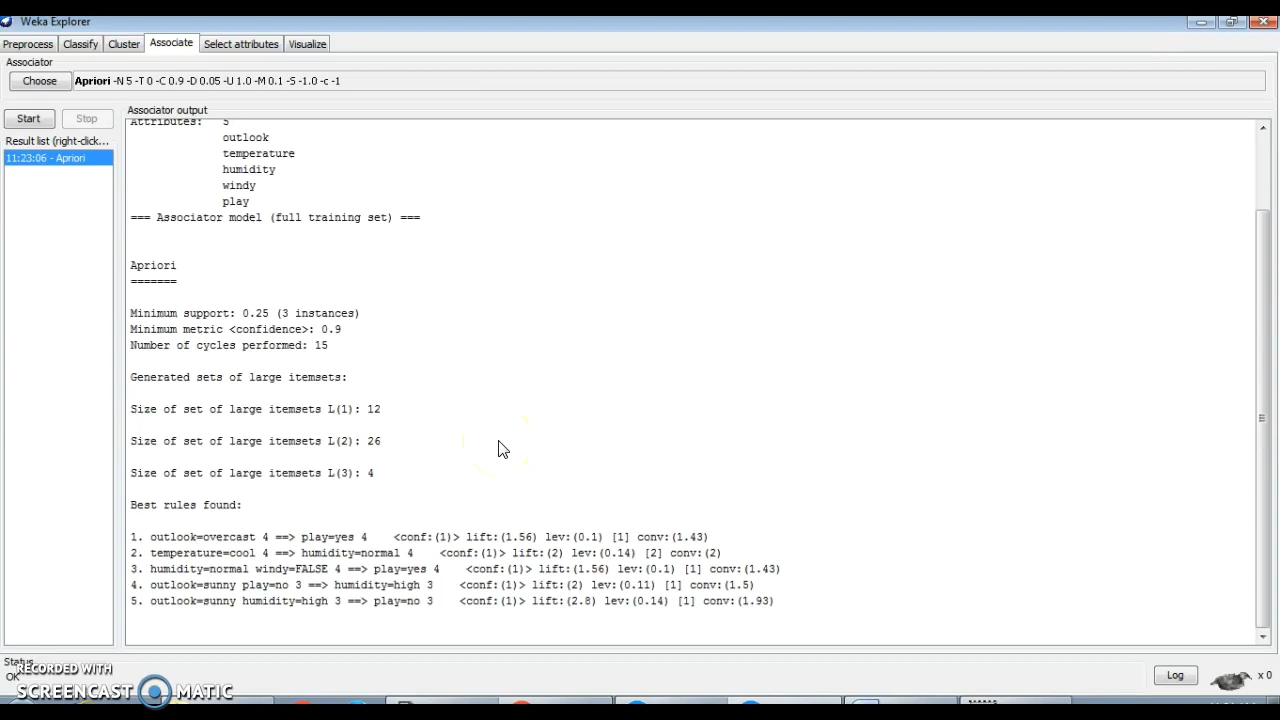 Weka Explorer
Preprocess Classify Cluster Associate Select attributes Visualize
Associator
Choose Apriori -N 5 -T 0 -C 0.9 -D 0.05 -U 1.0 -M 0.1 -S -1.0 -c -1
Start Stop
Result list (right-click...
11:23:06 - Apriori
Associator output
Attributes: 5
outlook
temperature
humidity
windy
play
=== Associator model (full training set) ===
Apriori
=======
Minimum support: 0.25 (3 instances)
Minimum metric <confidence>: 0.9
Number of cycles performed: 15
Generated sets of large itemsets:
Size of set of large itemsets L(1): 12
Size of set of large itemsets L(2): 26
Size of set of large itemsets L(3): 4
Best rules found:
1. outlook=overcast 4 ==> play=yes 4 <conf:(1)> lift:(1.56) lev:(0.1) [1] conv:(1.43)
2. temperature=cool 4 ==> humidity=normal 4 <conf:(1)> lift:(2) lev:(0.14) [2] conv:(2)
3. humidity=normal windy=FALSE 4 ==> play=yes 4 <conf:(1)> lift:(1.56) lev:(0.1) [1] conv:(1.43)
4. outlook=sunny play=no 3 ==> humidity=high 3 <conf:(1)> lift:(2) lev:(0.11) [1] conv:(1.5)
5. outlook=sunny humidity=high 3 ==> play=no 3 <conf:(1)> lift:(2.8) lev:(0.14) [1] conv:(1.93)
Status
OK
Log x 0
RECORDED WITH
SCREENCAST MATIC